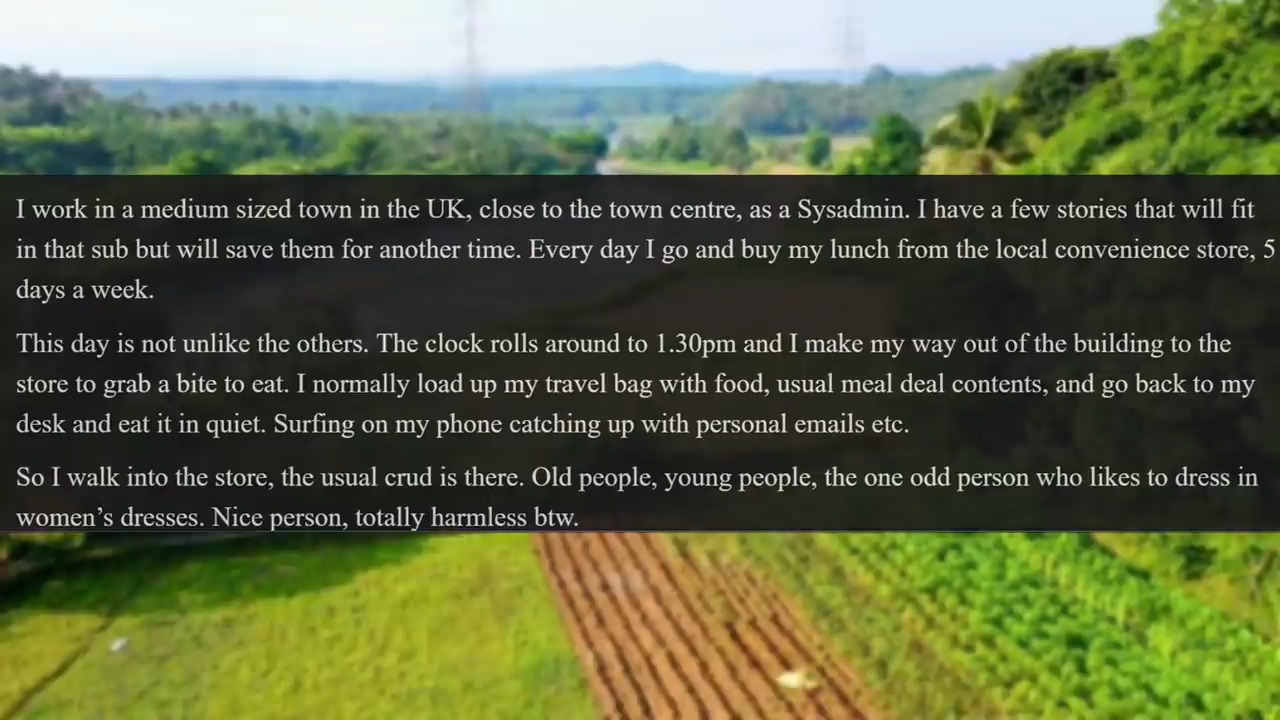 I work in a medium sized town in the UK, close to the town centre, as a Sysadmin. I have a few stories that will fit
in that sub but will save them for another time. Every day I go and buy my lunch from the local convenience store, 5
days a week.
This day is not unlike the others. The clock rolls around to 1.30pm and I make my way out of the building to the
store to grab a bite to eat. I normally load up my travel bag with food, usual meal deal contents, and go back to my
desk and eat it in quiet. Surfing on my phone catching up with personal emails etc.
So I walk into the store, the usual crud is there. Old people, young people, the one odd person who likes to dress in
women’s dresses. Nice person, totally harmless btw.